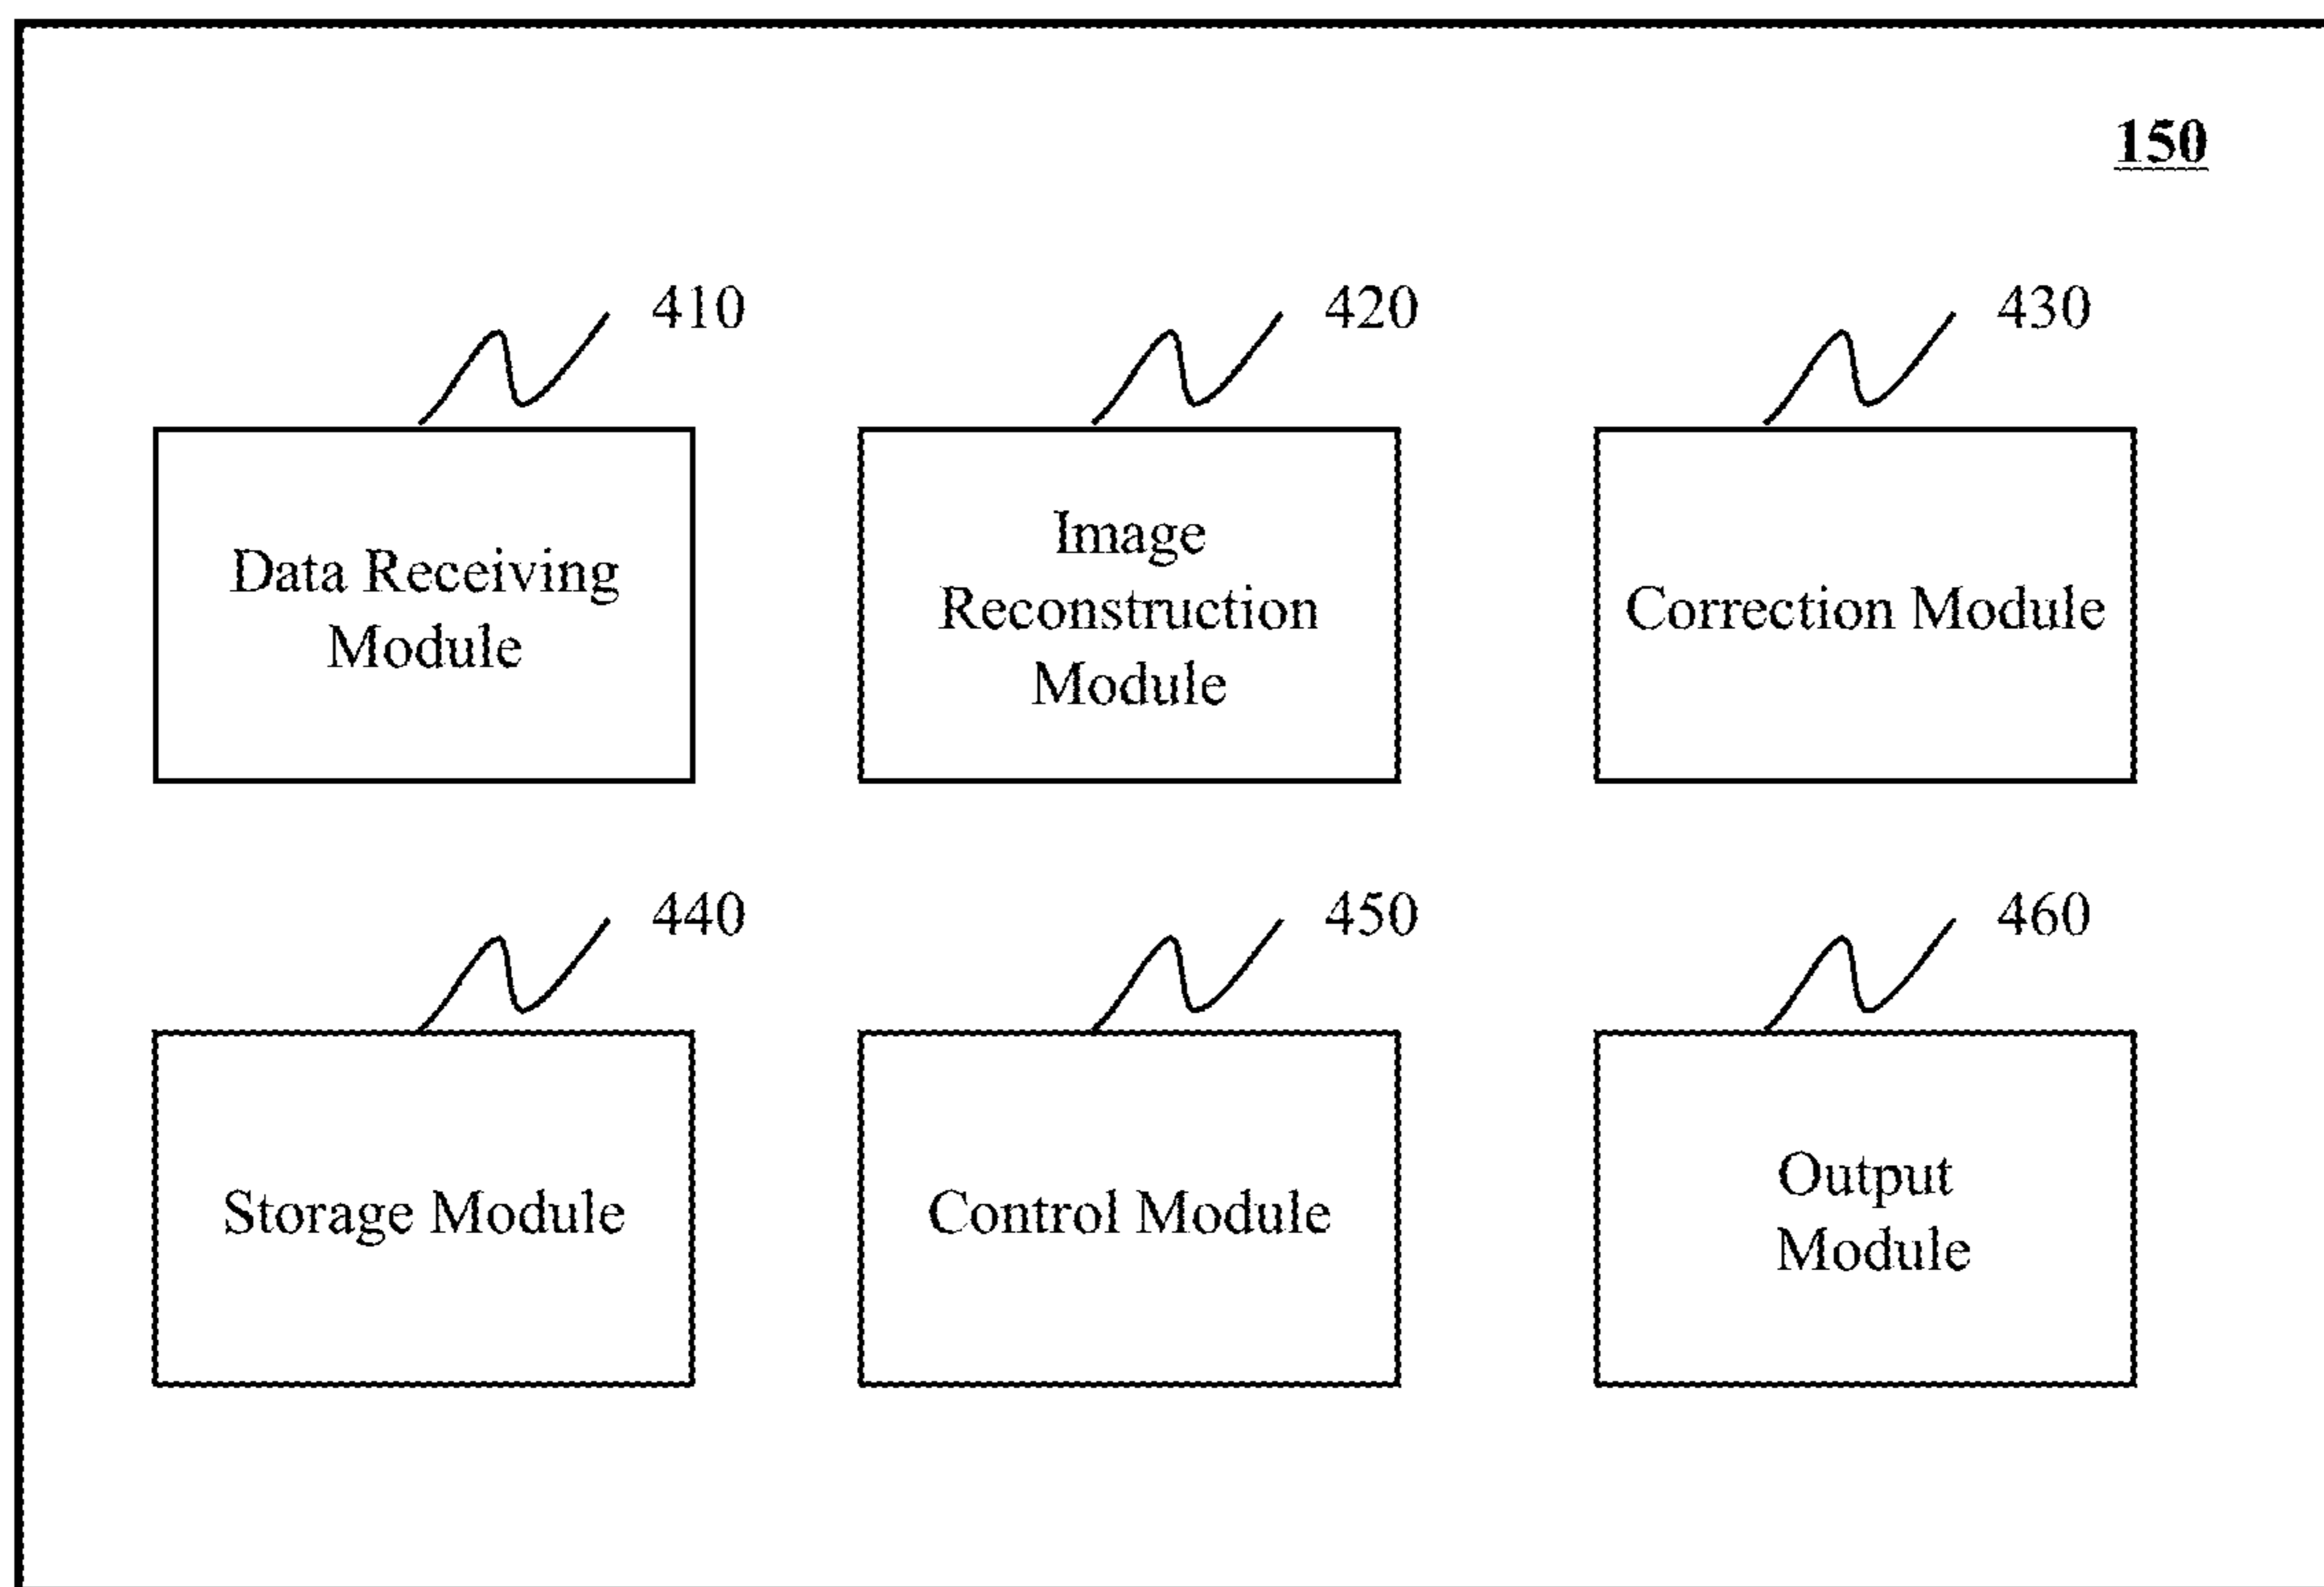 150
410
420
430
Data Receiving
Module
Image
Reconstruction
Module
Correction Module
440
450
460
Storage Module
Control Module
Output
Module